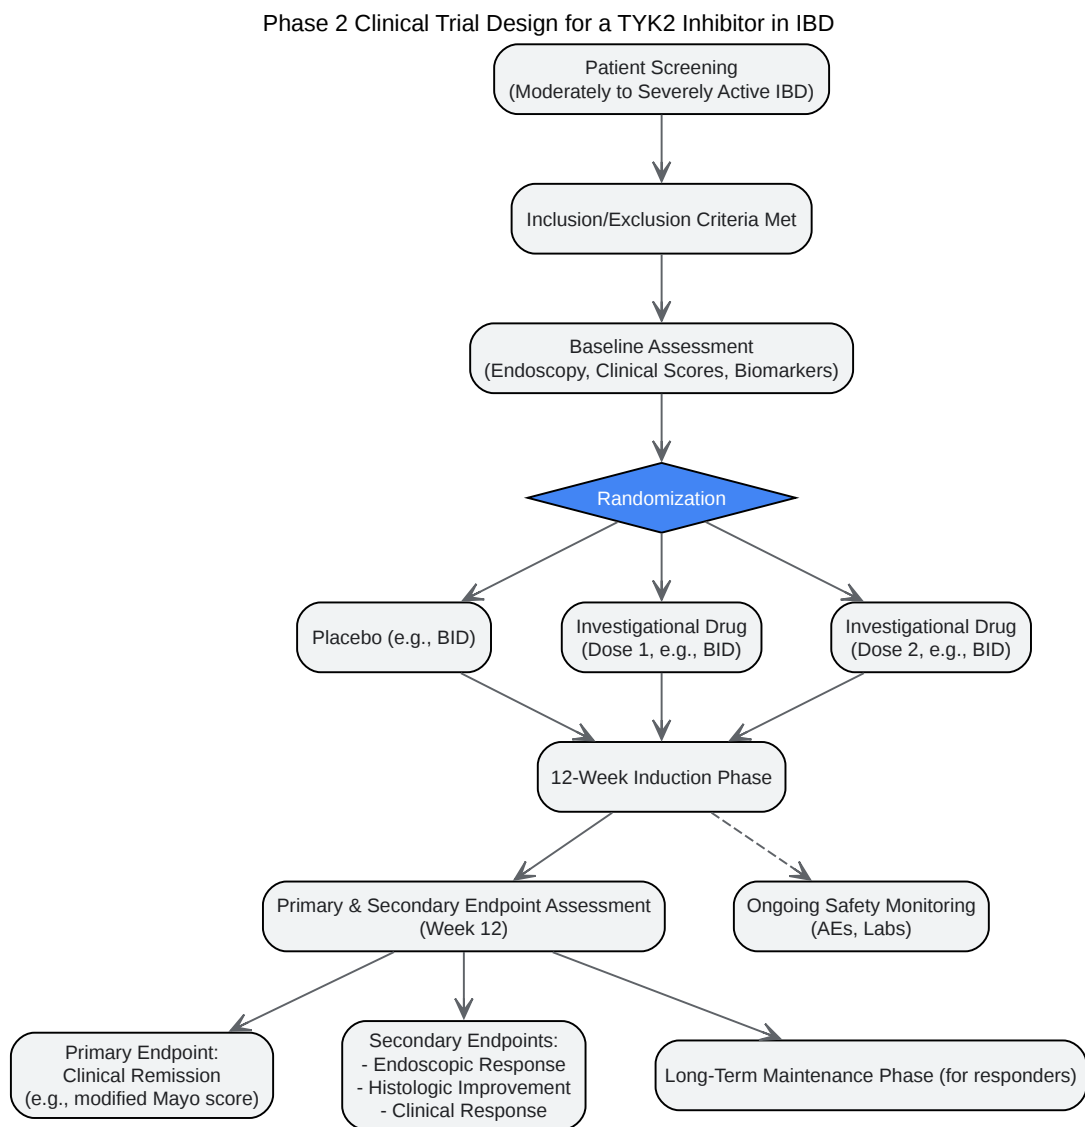 Phase 2 Clinical Trial Design for a TYK2 Inhibitor in IBD
Patient Screening
(Moderately to Severely Active IBD)
Inclusion/Exclusion Criteria Met
Baseline Assessment
(Endoscopy, Clinical Scores, Biomarkers)
Randomization
Placebo (e.g., BID)
Investigational Drug
(Dose 1, e.g., BID)
Investigational Drug
(Dose 2, e.g., BID)
12-Week Induction Phase
Primary & Secondary Endpoint Assessment
(Week 12)
Ongoing Safety Monitoring
(AEs, Labs)
Primary Endpoint:
Clinical Remission
(e.g., modified Mayo score)
Secondary Endpoints:
- Endoscopic Response
- Histologic Improvement
- Clinical Response
Long-Term Maintenance Phase (for responders)